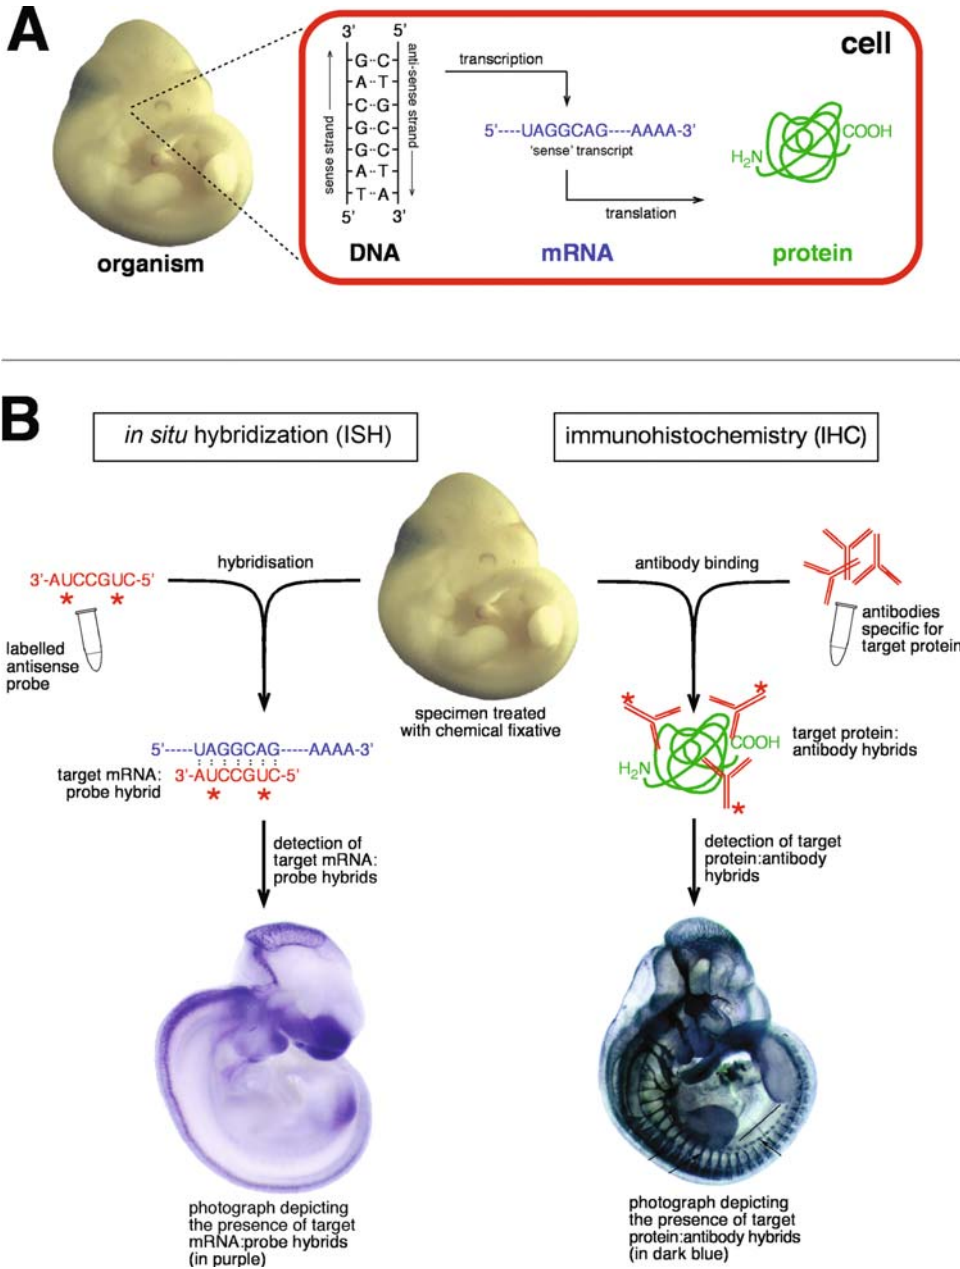 A
organism
cell
3' 5'
G C
A T
C G
G C
G C
A T
T A
5' 3'
sense strand
anti-sense strand
DNA
transcription
5'----UAGGCAG----AAAA-3'
'sense' transcript
translation
mRNA
H₂N
COOH
protein
B
in situ hybridization (ISH)
immunohistochemistry (IHC)
3'-AUCCGUC-5'
* *
labelled
antisense
probe
hybridisation
specimen treated
with chemical fixative
antibody binding
antibodies
specific for
target protein
5'-----UAGGCAG-----AAAA-3'
target mRNA:
probe hybrid
3'-AUCCGUC-5'
* *
* *
H₂N
COOH
*
target protein:
antibody hybrids
detection of
target mRNA:
probe hybrids
detection of target
protein:antibody
hybrids
photograph depicting
the presence of target
mRNA:probe hybrids
(in purple)
photograph depicting
the presence of target
protein:antibody hybrids
(in dark blue)